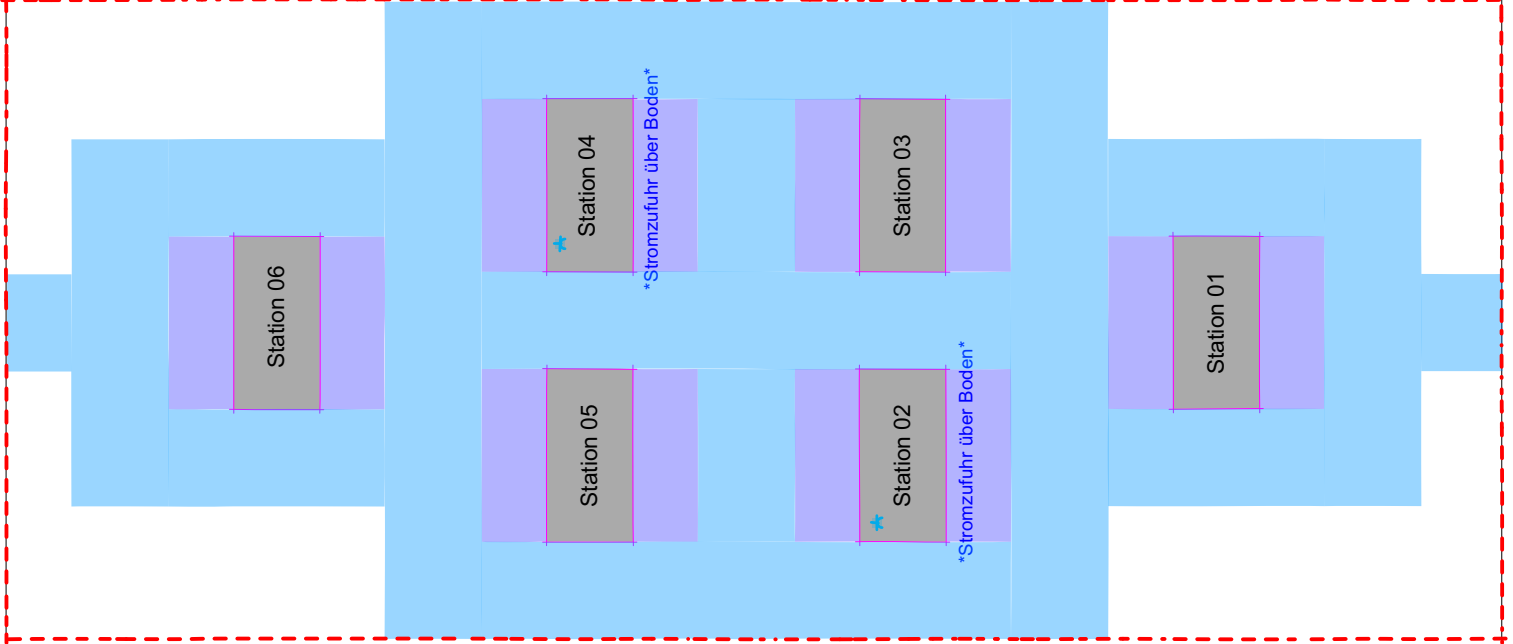 Station 04
*Stromzufuhr über Boden*
Station 03
Station 06
Station 01
Station 05
Station 02
*Stromzufuhr über Boden*